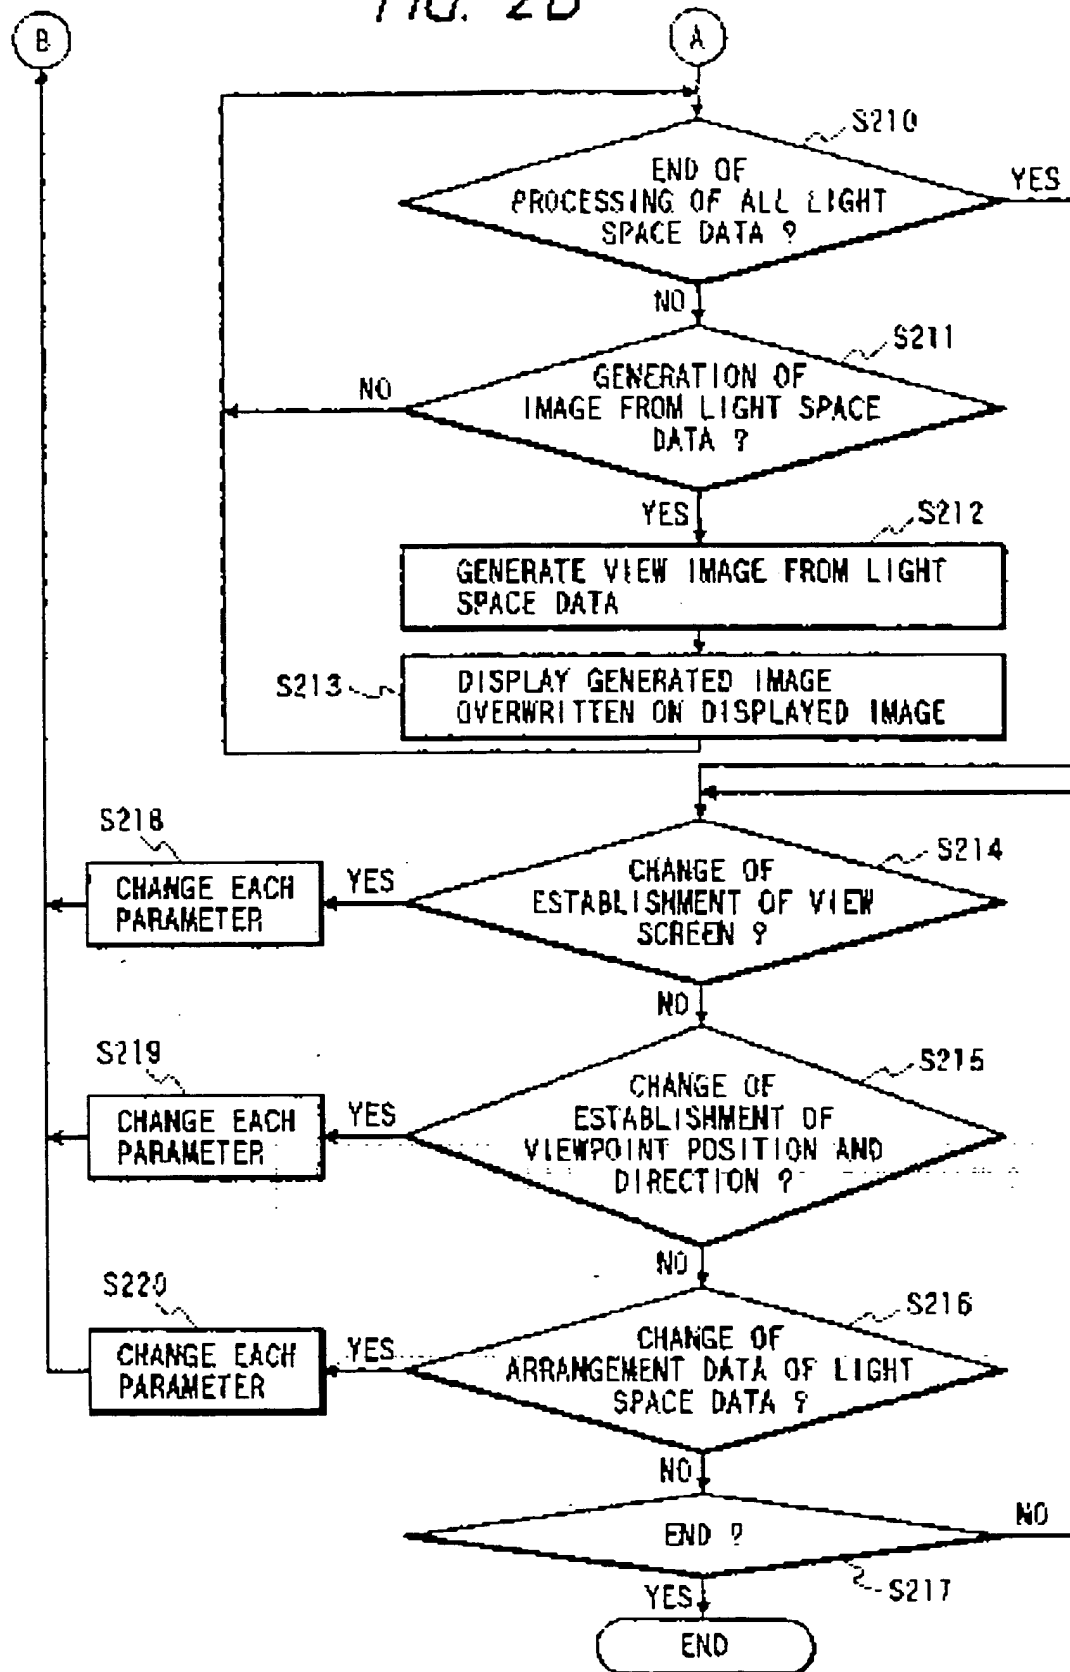 FIG. 2B
B
A
S210
END OF
PROCESSING OF ALL LIGHT
SPACE DATA ?
YES
NO
S211
GENERATION OF
IMAGE FROM LIGHT SPACE
DATA ?
NO
YES
S212
GENERATE VIEW IMAGE FROM LIGHT
SPACE DATA
S213
DISPLAY GENERATED IMAGE
OVERWRITTEN ON DISPLAYED IMAGE
S214
CHANGE OF
ESTABLISHMENT OF VIEW
SCREEN ?
S218
YES
CHANGE EACH
PARAMETER
NO
S215
CHANGE OF
ESTABLISHMENT OF
VIEWPOINT POSITION AND
DIRECTION ?
S219
YES
CHANGE EACH
PARAMETER
NO
S216
CHANGE OF
ARRANGEMENT DATA OF LIGHT
SPACE DATA ?
S220
YES
CHANGE EACH
PARAMETER
NO
END ?
NO
S217
YES
END